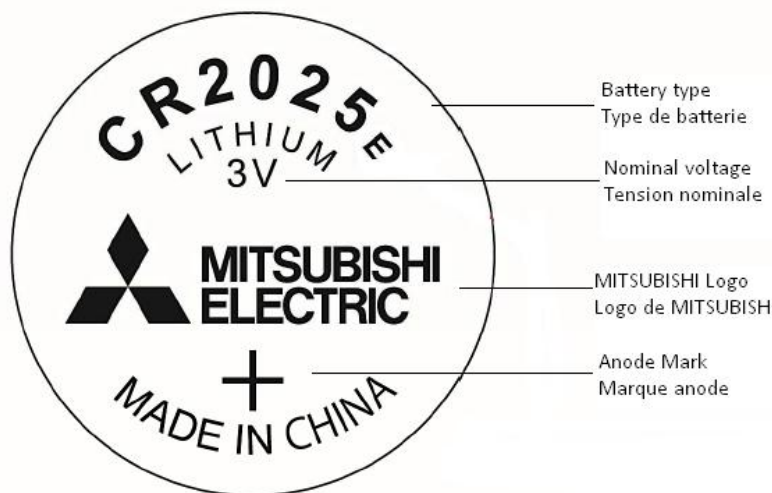 CR2025E
LITHIUM
3V
MITSUBISHI
ELECTRIC
+
MADE IN CHINA
Battery type
Type de batterie
Nominal voltage
Tension nominale
MITSUBISHI Logo
Logo de MITSUBISH
Anode Mark
Marque anode